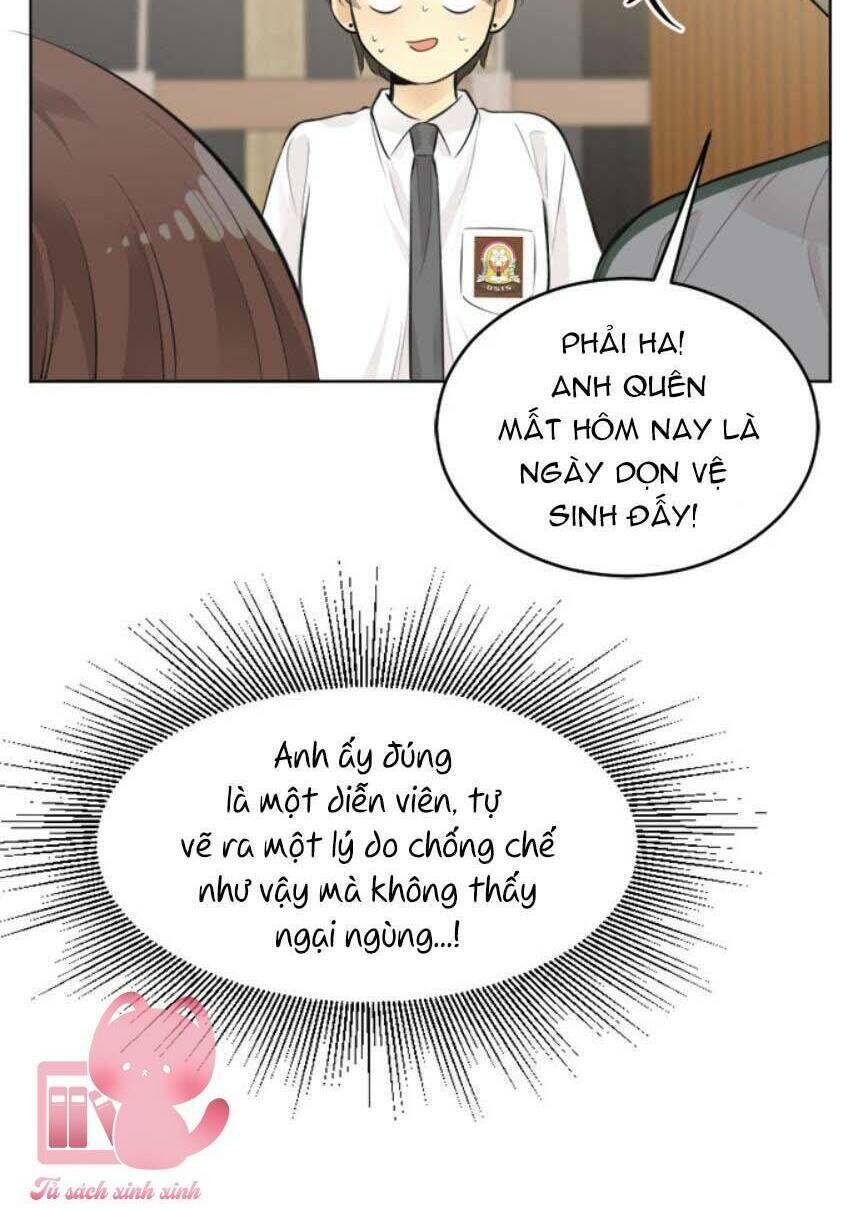 OSIS
PHẢI HA!
ANH QUÊN
MẤT HÔM NAY LÀ
NGÀY DỌN VỆ
SINH ĐẤY!
Anh ấy đúng
là một diễn viên, tự
vẽ ra một lý do chống chế
như vậy mà không thấy
ngại ngùng...!
Tủ sách xinh xinh